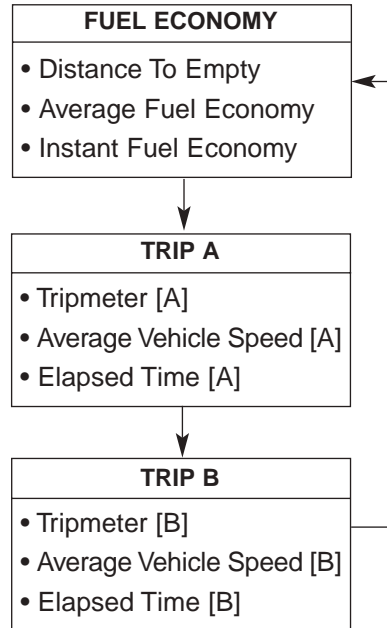 FUEL ECONOMY
• Distance To Empty
• Average Fuel Economy
• Instant Fuel Economy
TRIP A
• Tripmeter [A]
• Average Vehicle Speed [A]
• Elapsed Time [A]
TRIP B
• Tripmeter [B]
• Average Vehicle Speed [B]
• Elapsed Time [B]